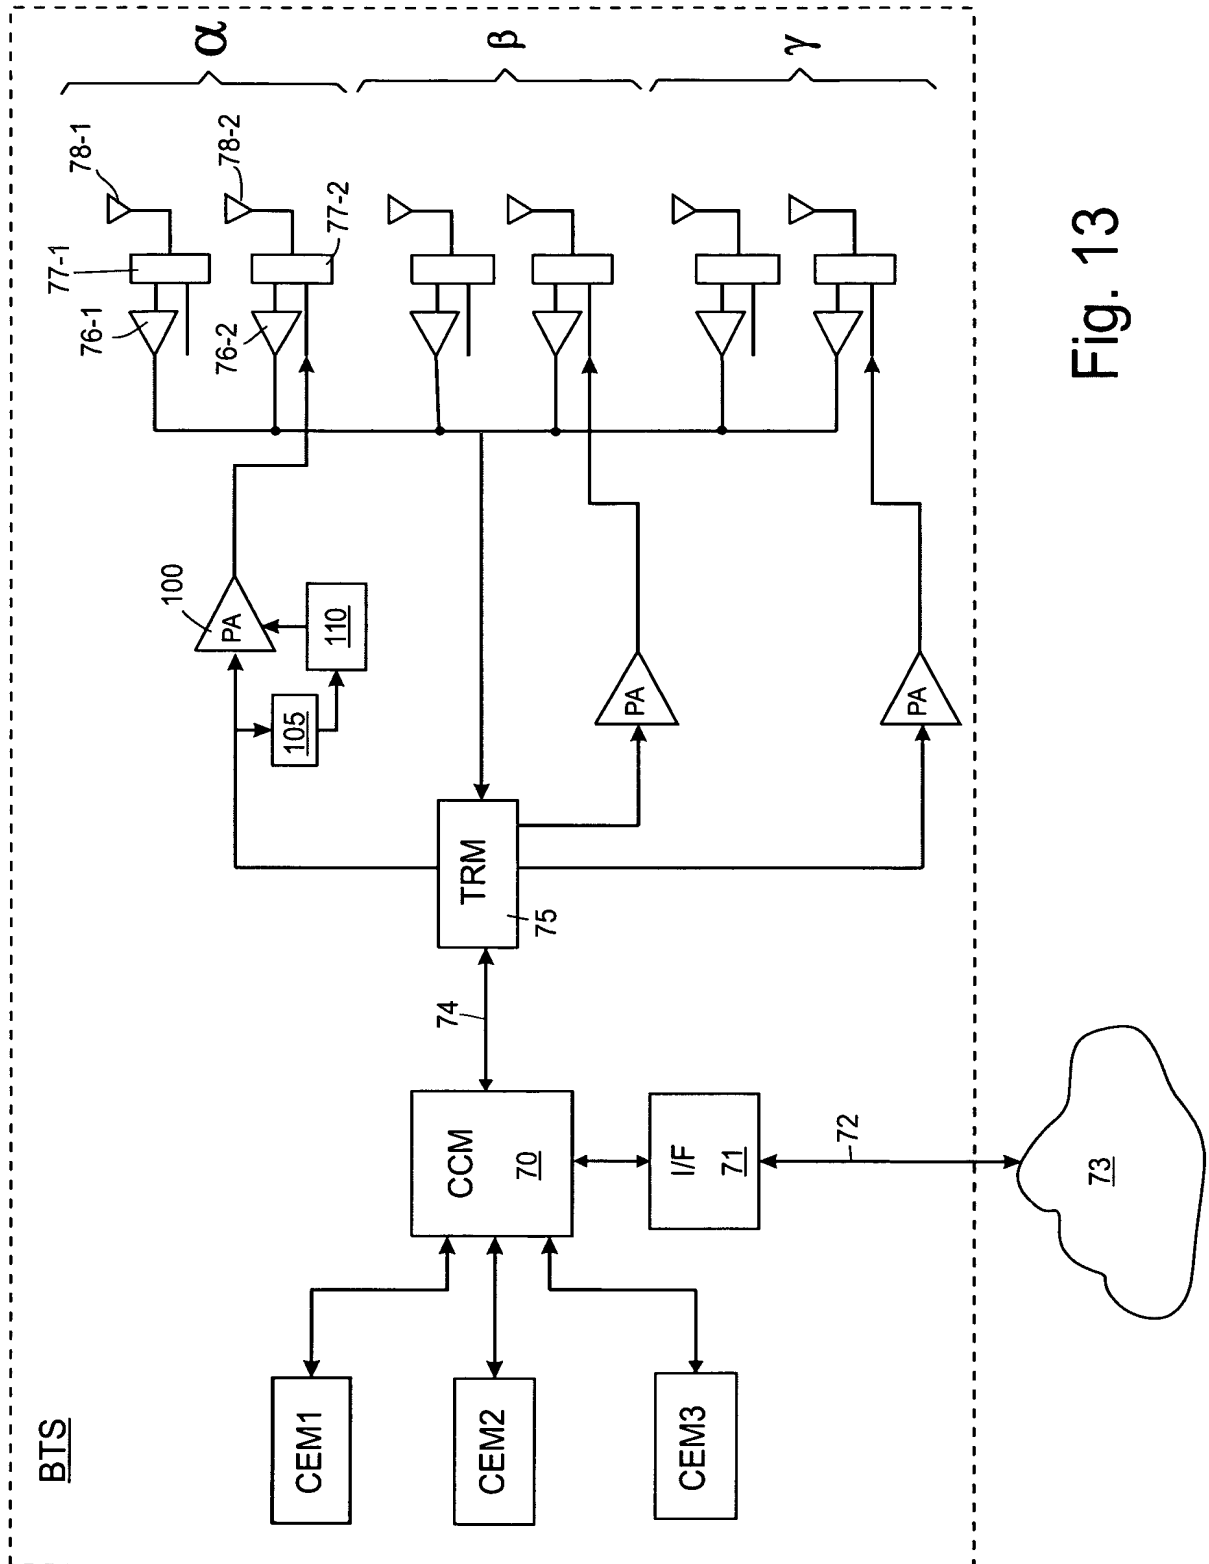 BTS
CEM1
CEM2
CEM3
CCM
70
I/F
71
72
73
74
TRM
75
105
110
100
PA
PA
PA
76-1
77-1
78-1
76-2
77-2
78-2
α
β
γ
Fig. 13